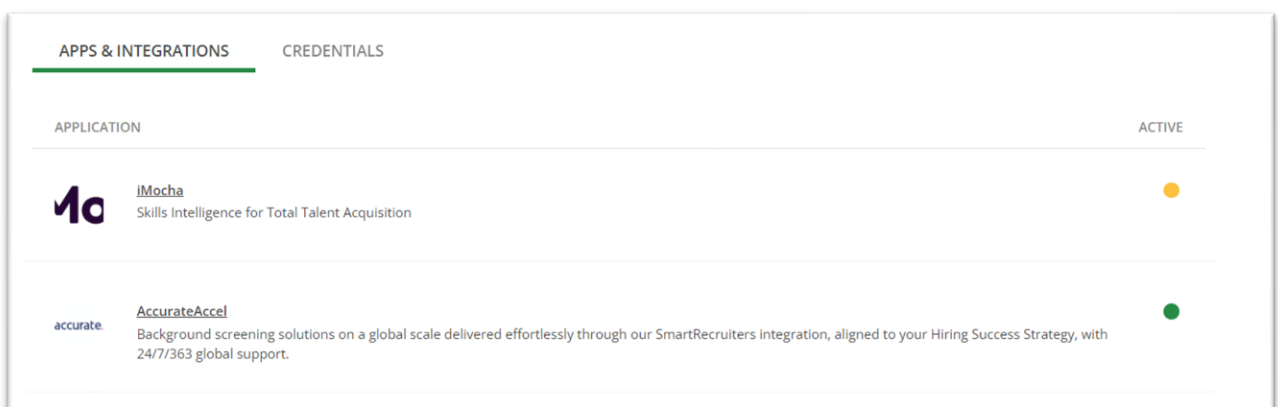 APPS & INTEGRATIONS CREDENTIALS
APPLICATION ACTIVE
iMocha
Skills Intelligence for Total Talent Acquisition
accurate.
AccurateAccel
Background screening solutions on a global scale delivered effortlessly through our SmartRecruiters integration, aligned to your Hiring Success Strategy, with
24/7/363 global support.